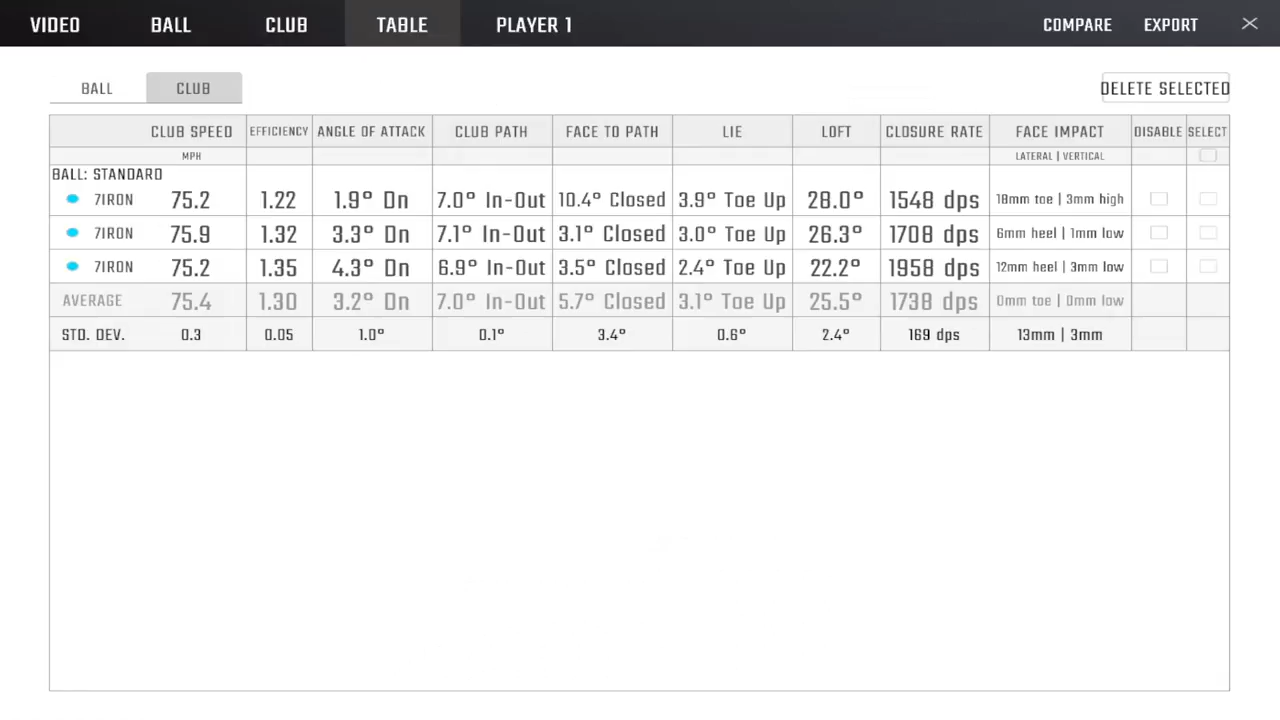 VIDEO BALL CLUB TABLE PLAYER 1 COMPARE EXPORT
BALL CLUB DELETE SELECTED
CLUB SPEED EFFICIENCY ANGLE OF ATTACK CLUB PATH FACE TO PATH LIE LOFT CLOSURE RATE FACE IMPACT DISABLE SELECT
MPH LATERAL | VERTICAL
BALL: STANDARD
7IRON 75.2 1.22 1.9° Dn 7.0° In-Out 10.4° Closed 3.9° Toe Up 28.0° 1548 dps 18mm toe | 3mm high
7IRON 75.9 1.32 3.3° Dn 7.1° In-Out 3.1° Closed 3.0° Toe Up 26.3° 1708 dps 6mm heel | 1mm low
7IRON 75.2 1.35 4.3° Dn 6.9° In-Out 3.5° Closed 2.4° Toe Up 22.2° 1958 dps 12mm heel | 3mm low
AVERAGE 75.4 1.30 3.2° Dn 7.0° In-Out 5.7° Closed 3.1° Toe Up 25.5° 1738 dps 0mm toe | 0mm low
STD. DEV. 0.3 0.05 1.0° 0.1° 3.4° 0.6° 2.4° 169 dps 13mm | 3mm